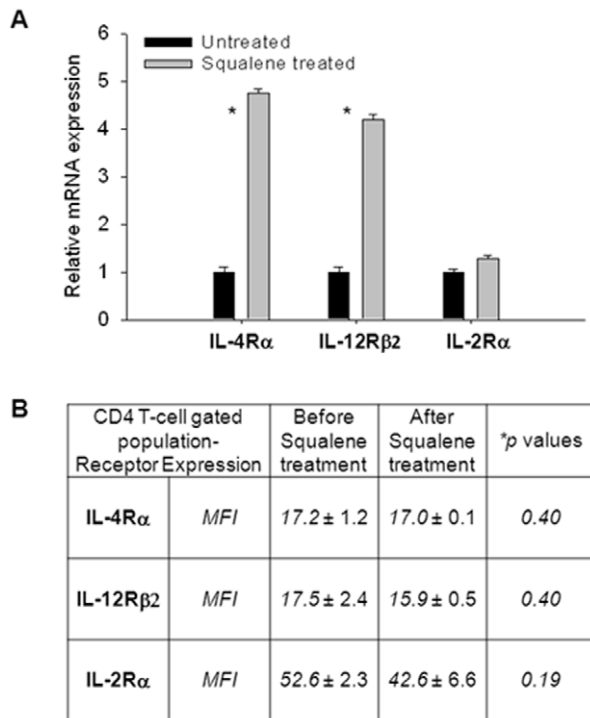 A
Untreated
Squalene treated
Relative mRNA expression
6
5
4
3
2
1
0
*
*
IL-4Rα
IL-12Rβ2
IL-2Rα
B
CD4 T-cell gated
population-
Receptor Expression
Before
Squalene
treatment
After
Squalene
treatment
*p values
IL-4Rα MFI 17.2 ± 1.2 17.0 ± 0.1 0.40
IL-12Rβ2 MFI 17.5 ± 2.4 15.9 ± 0.5 0.40
IL-2Rα MFI 52.6 ± 2.3 42.6 ± 6.6 0.19